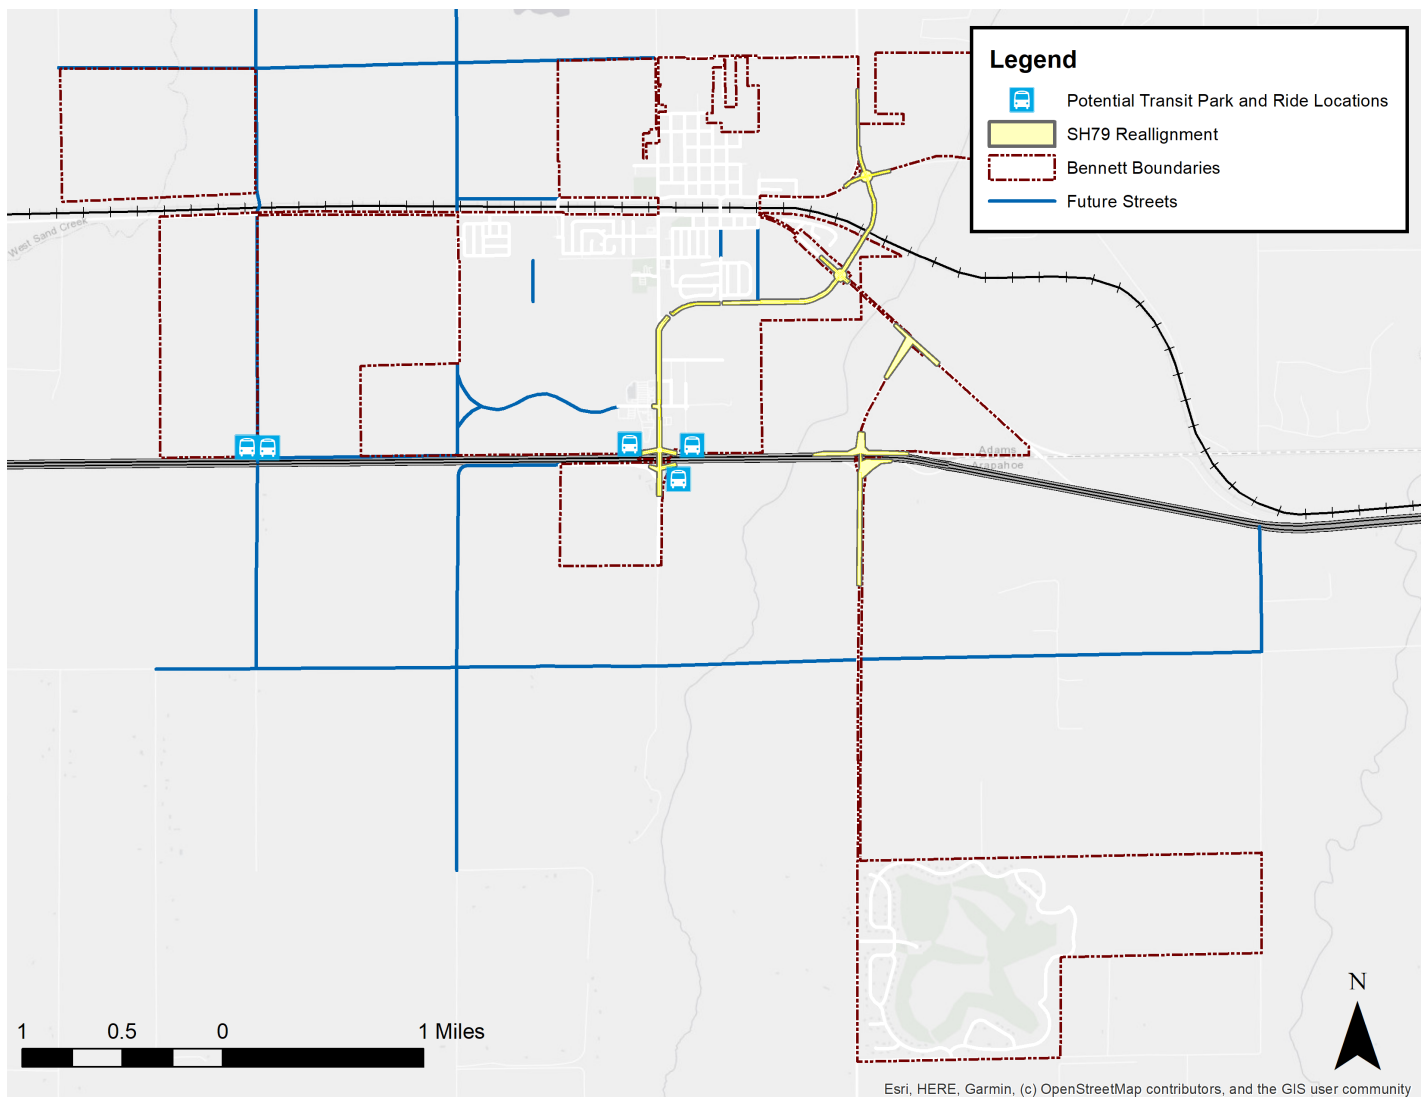 Legend
Potential Transit Park and Ride Locations
SH79 Reallignment
Bennett Boundaries
Future Streets
West Sand Creek
Adams
Arapahoe
N
1 0.5 0 1 Miles
Esri, HERE, Garmin, (c) OpenStreetMap contributors, and the GIS user community